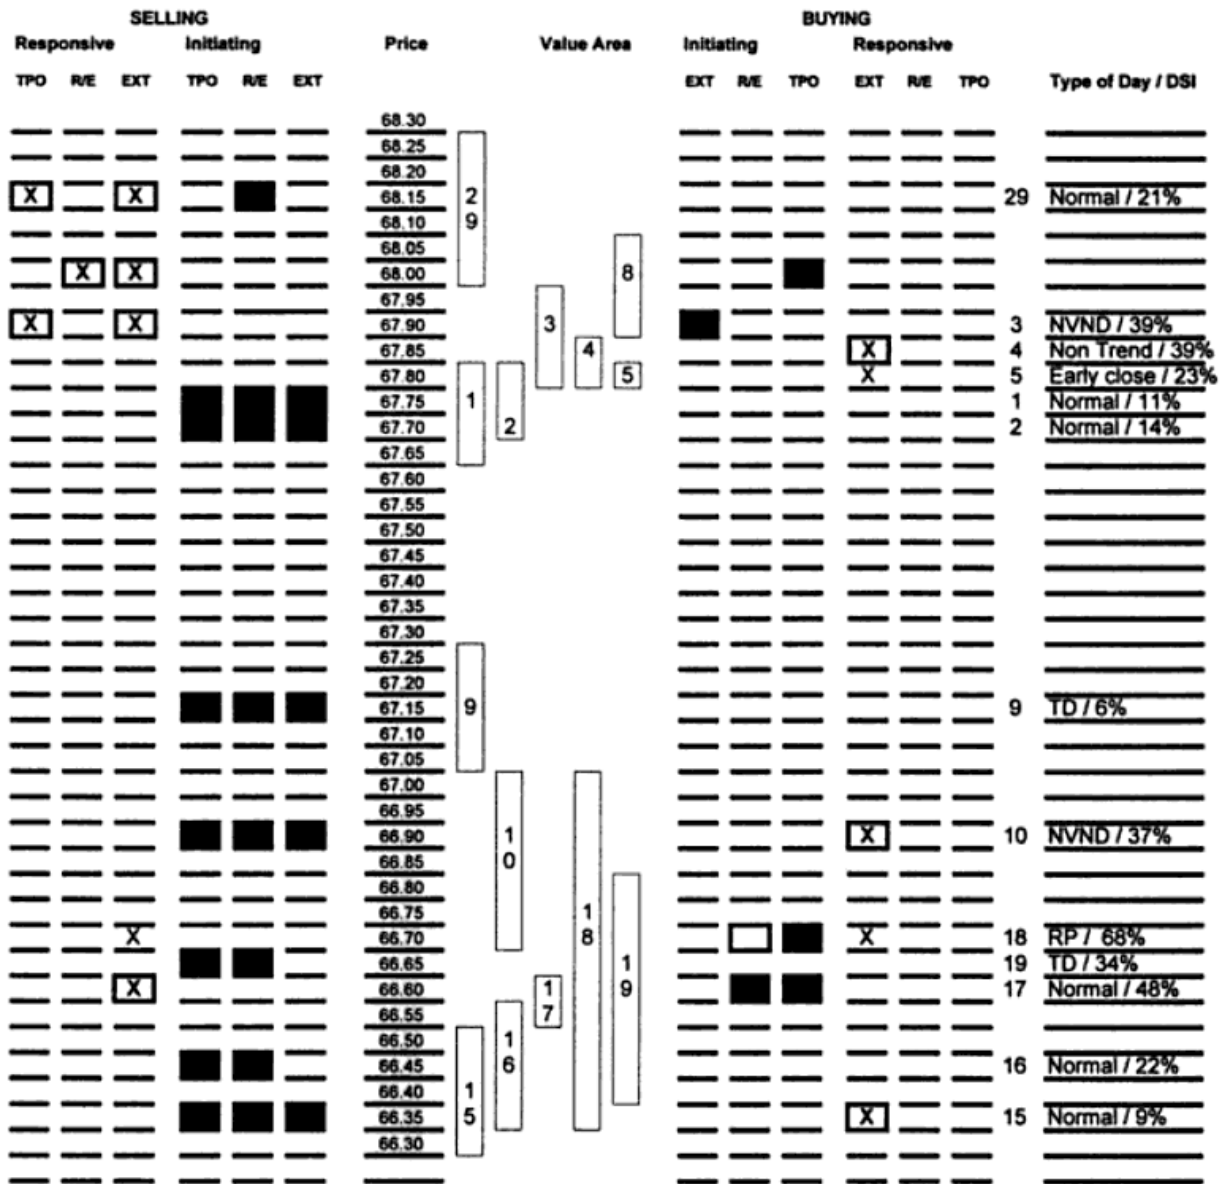 SELLING BUYING
Responsive Initiating Price Value Area Initiating Responsive
TPO R/E EXT TPO R/E EXT EXT R/E TPO EXT R/E TPO Type of Day / DSI
68.30
68.25
68.20 2
68.15 X X 9 29 Normal / 21%
68.10
68.05
68.00 X X 8
67.95
67.90 X X 3 3 NVND / 39%
67.85 4 X 4 Non Trend / 39%
67.80 5 X 5 Early close / 23%
67.75 1 1 Normal / 11%
67.70 2 2 Normal / 14%
67.65
67.60
67.55
67.50
67.45
67.40
67.35
67.30
67.25
67.20
67.15 9 9 TD / 6%
67.10
67.05
67.00
66.95
66.90 1 X 10 NVND / 37%
66.85 0
66.80
66.75 1
66.70 X 8 X 18 RP / 68%
66.65 1 19 TD / 34%
66.60 X 1 9 17 Normal / 48%
66.55 7
66.50 1
66.45 6 16 Normal / 22%
66.40 1
66.35 5 X 15 Normal / 9%
66.30